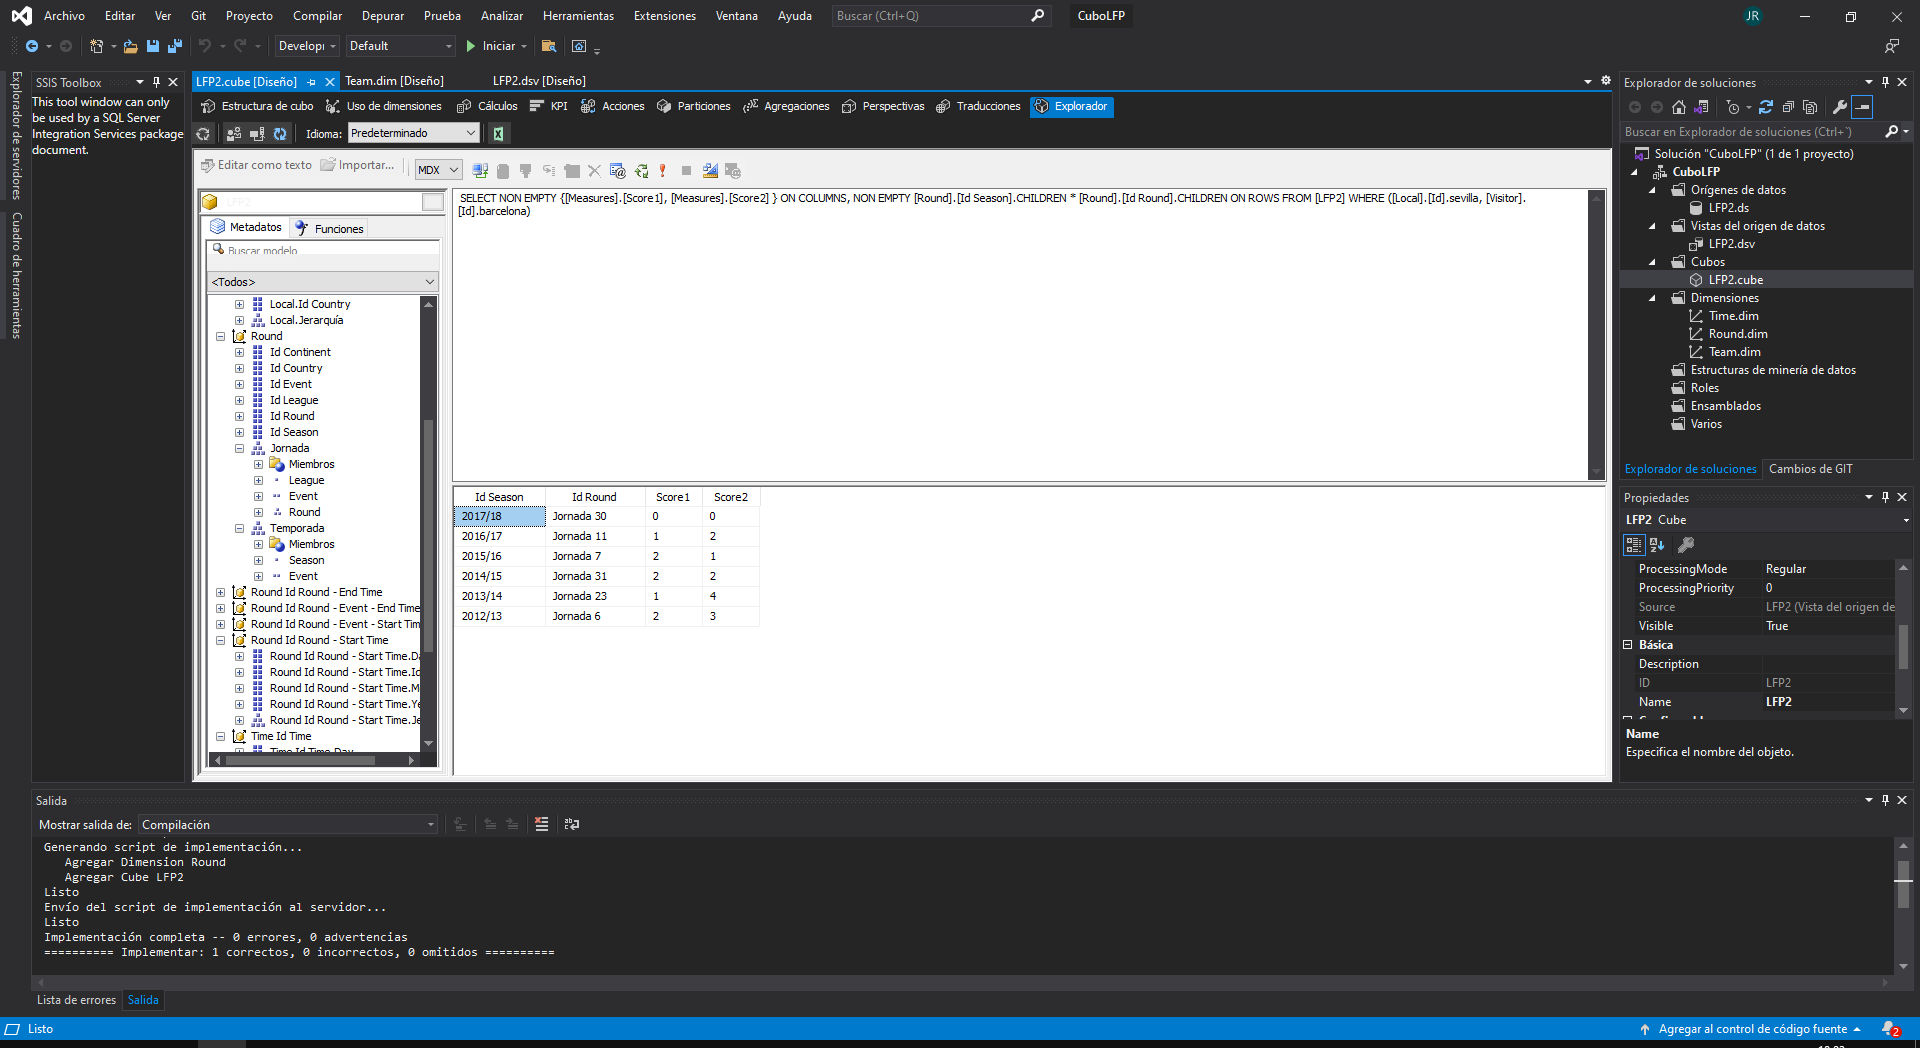 Archivo Editar Ver Git Proyecto Compilar Depurar Prueba Analizar Herramientas Extensiones Ventana Ayuda Buscar (Ctrl+Q) CuboLFP JR
Developi Default Iniciar
Explorador de servidores
Cuadro de herramientas
SSIS Toolbox
This tool window can only
be used by a SQL Server
Integration Services package
document.
LFP2.cube [Diseño] Team.dim [Diseño] LFP2.dsv [Diseño]
Estructura de cubo Uso de dimensiones Cálculos KPI Acciones Particiones Agregaciones Perspectivas Traducciones Explorador
Idioma: Predeterminado
Editar como texto Importar... MDX
LFP2
Metadatos Funciones
Buscar modelo
<Todos>
Local.Id Country
Local.Jerarquía
Round
Id Continent
Id Country
Id Event
Id League
Id Round
Id Season
Jornada
Miembros
League
Event
Round
Temporada
Miembros
Season
Event
Round Id Round - End Time
Round Id Round - Event - End Time
Round Id Round - Event - Start Tim
Round Id Round - Start Time
Round Id Round - Start Time.Da
Round Id Round - Start Time.Id
Round Id Round - Start Time.M
Round Id Round - Start Time.Ye
Round Id Round - Start Time.Je
Time Id Time
Time Id Time.Day
SELECT NON EMPTY {[Measures].[Score1], [Measures].[Score2] } ON COLUMNS, NON EMPTY [Round].[Id Season].CHILDREN * [Round].[Id Round].CHILDREN ON ROWS FROM [LFP2] WHERE ([Local].[Id].sevilla, [Visitor].
[Id].barcelona)
Id Season Id Round Score1 Score2
2017/18 Jornada 30 0 0
2016/17 Jornada 11 1 2
2015/16 Jornada 7 2 1
2014/15 Jornada 31 2 2
2013/14 Jornada 23 1 4
2012/13 Jornada 6 2 3
Explorador de soluciones
Buscar en Explorador de soluciones (Ctrl+`)
Solución "CuboLFP" (1 de 1 proyecto)
CuboLFP
Orígenes de datos
LFP2.ds
Vistas del origen de datos
LFP2.dsv
Cubos
LFP2.cube
Dimensiones
Time.dim
Round.dim
Team.dim
Estructuras de minería de datos
Roles
Ensamblados
Varios
Explorador de soluciones Cambios de GIT
Propiedades
LFP2 Cube
ProcessingMode Regular
ProcessingPriority 0
Source LFP2 (Vista del origen de
Visible True
Básica
Description
ID LFP2
Name LFP2
Name
Especifica el nombre del objeto.
Salida
Mostrar salida de: Compilación
Generando script de implementación...
Agregar Dimension Round
Agregar Cube LFP2
Listo
Envío del script de implementación al servidor...
Listo
Implementación completa -- 0 errores, 0 advertencias
========== Implementar: 1 correctos, 0 incorrectos, 0 omitidos ==========
Lista de errores Salida
Listo Agregar al control de código fuente 2